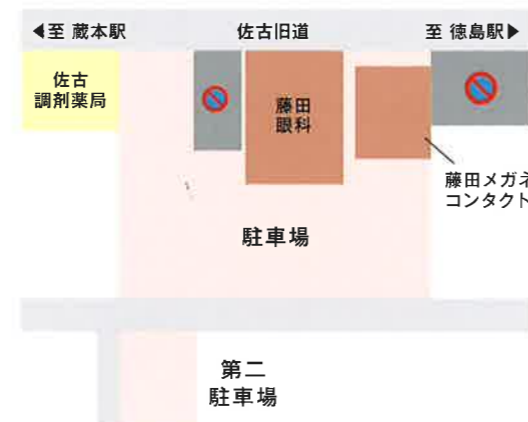 ◀至 蔵本駅
佐古旧道
至 徳島駅▶
佐古
調剤薬局
藤田
眼科
藤田メガネ
コンタクト
駐車場
第二
駐車場